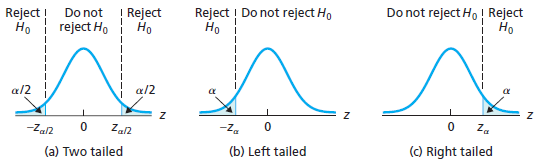 Reject Do not Reject
H₀ reject H₀ H₀
α/2 α/2
−zα/2 0 zα/2 z
(a) Two tailed
Reject Do not reject H₀
H₀
α
−zα 0 z
(b) Left tailed
Do not reject H₀ Reject
H₀
α
0 zα z
(c) Right tailed